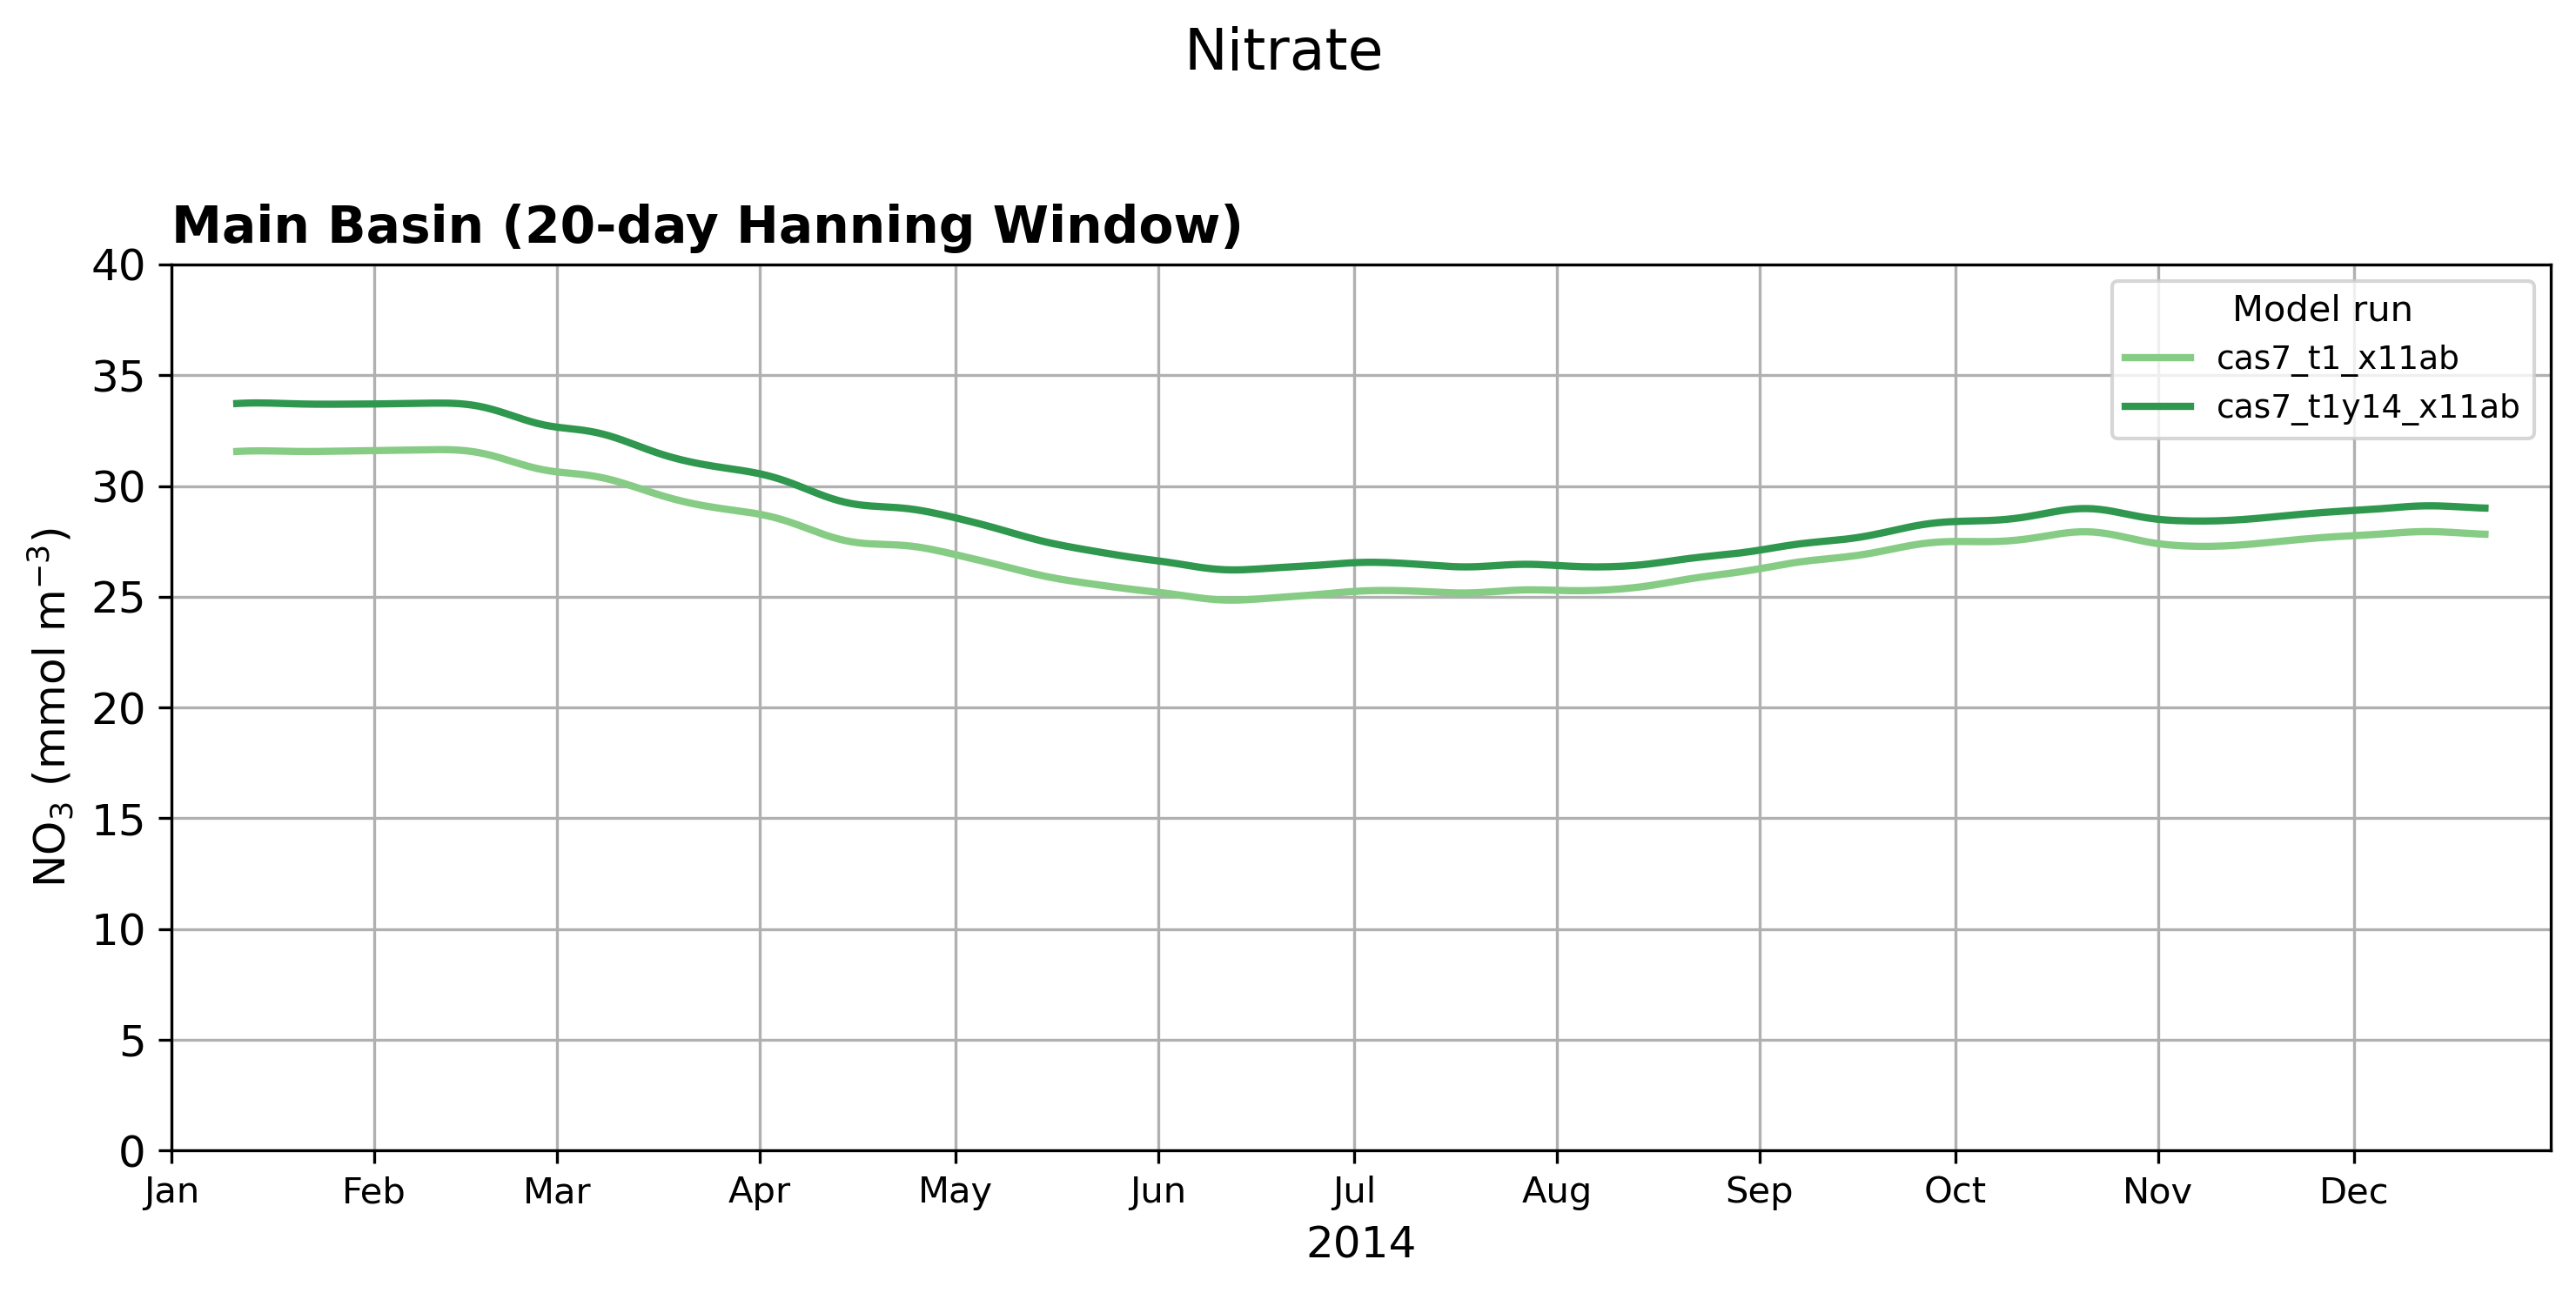 Nitrate
Main Basin (20-day Hanning Window)
NO₃ (mmol m⁻³)
40
35
30
25
20
15
10
5
0
Model run
cas7_t1_x11ab
cas7_t1y14_x11ab
Jan Feb Mar Apr May Jun Jul Aug Sep Oct Nov Dec
2014